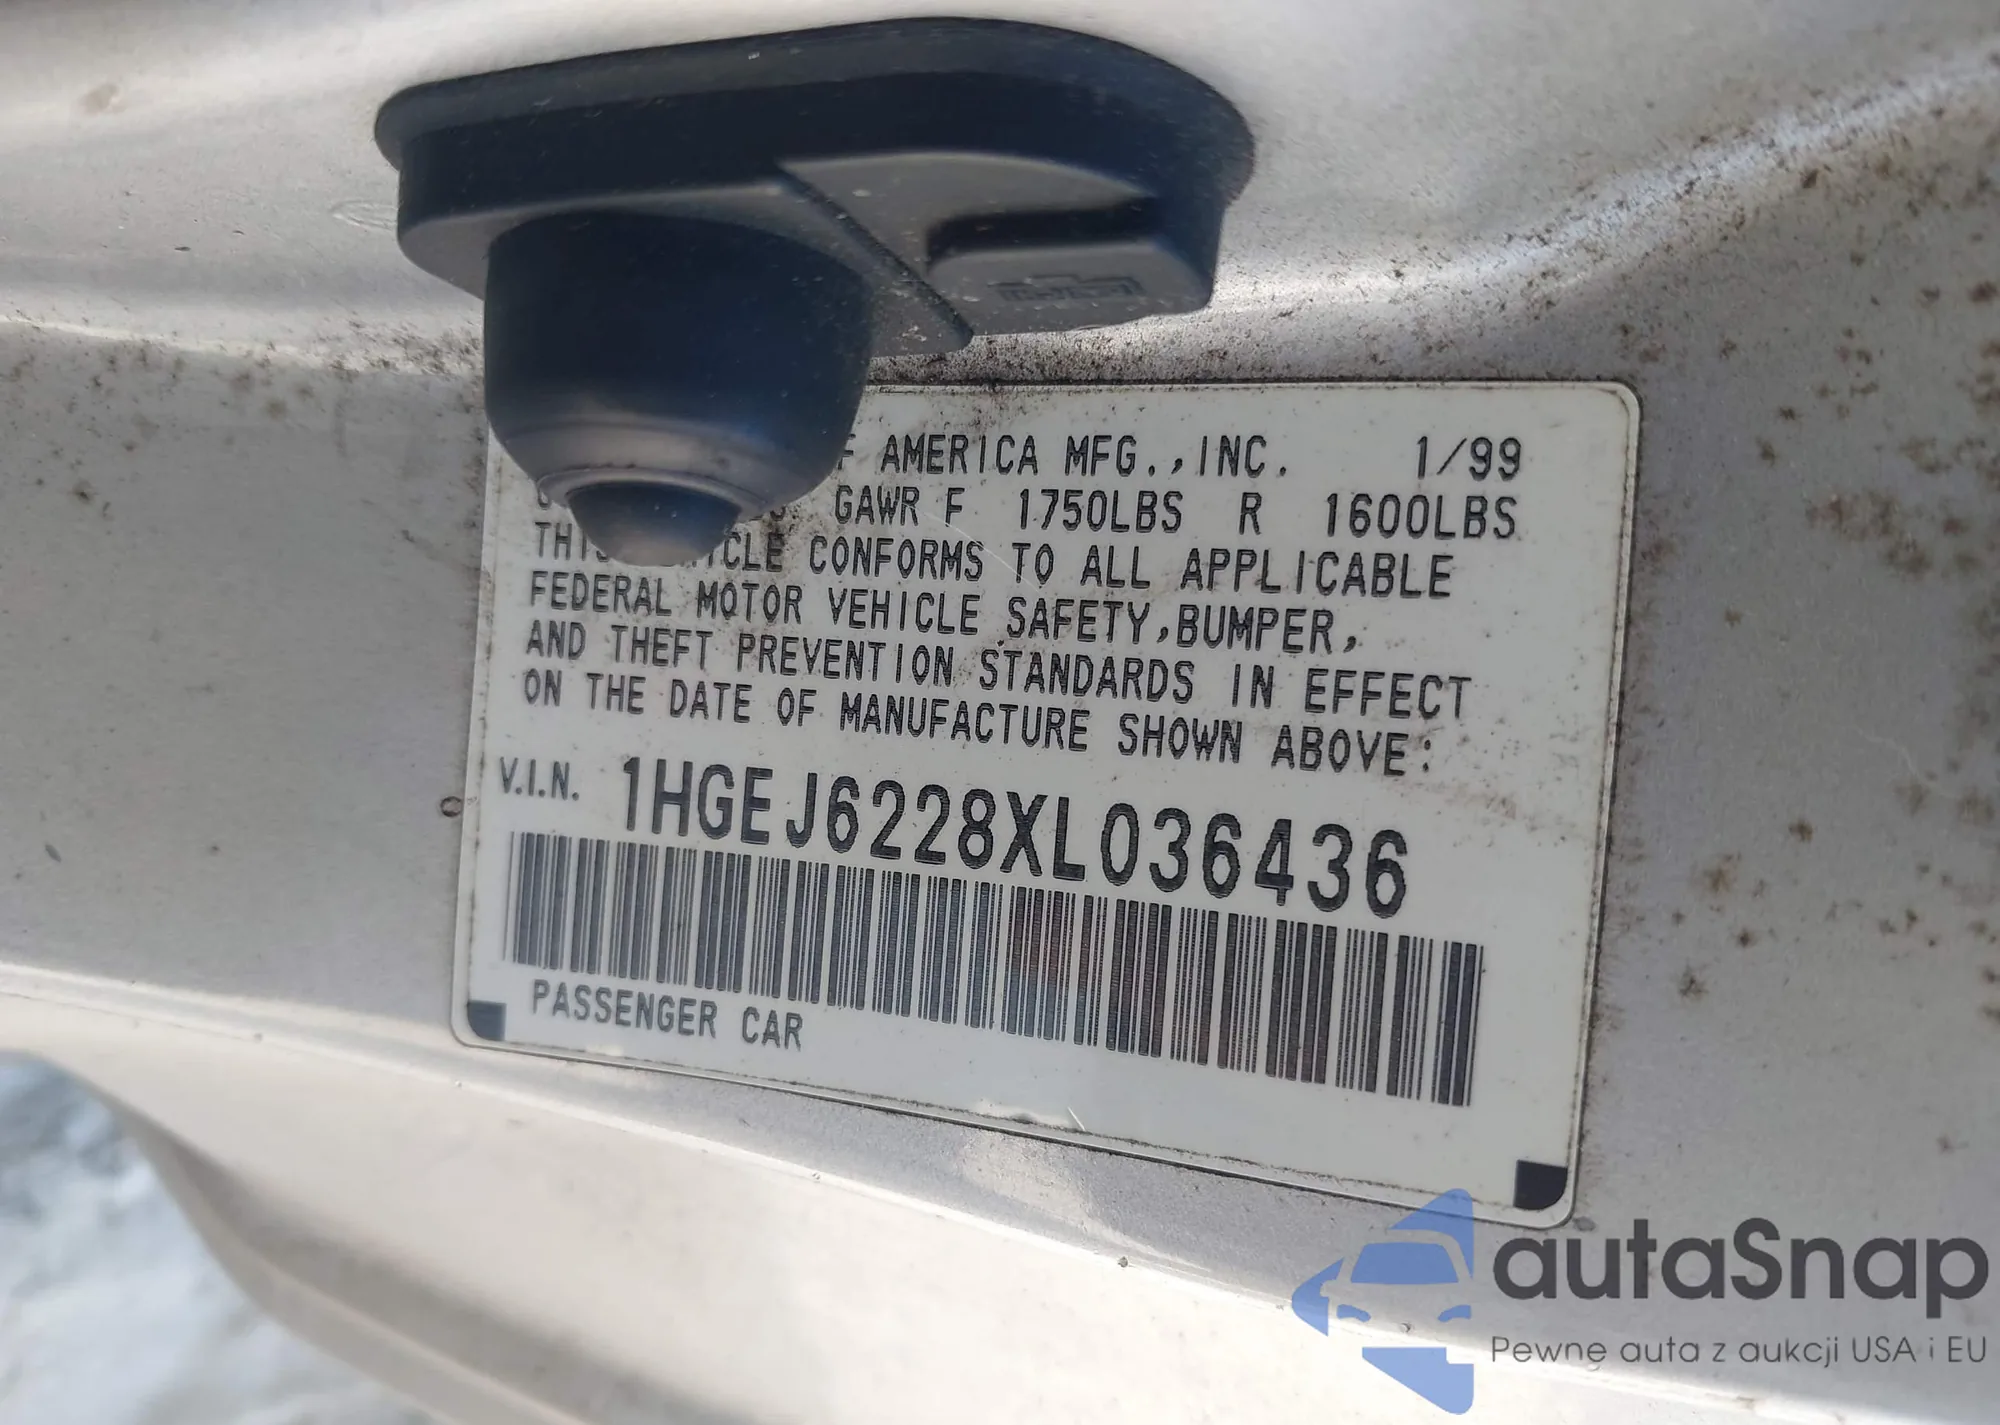 AMERICA MFG., INC. 1/99
GAWR F 1750LBS R 1600LBS
CONFORMS TO ALL APPLICABLE
FEDERAL MOTOR VEHICLE SAFETY, BUMPER,
AND THEFT PREVENTION STANDARDS IN EFFECT
ON THE DATE OF MANUFACTURE SHOWN ABOVE:
V.I.N. 1HGEJ6228XL036436
PASSENGER CAR
autaSnap
Pewne auta z aukcji USA i EU